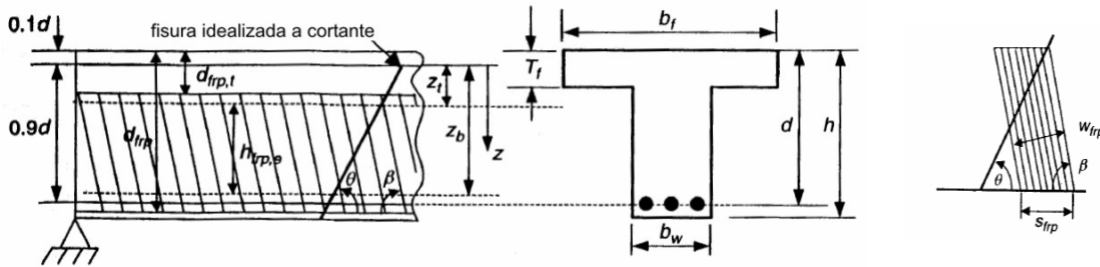 0.1d
fisura idealizada a cortante
d_frp,t
z_t
0.9d
d_frp
h_frp,e
z_b
z
θ
β
b_f
T_f
d
h
b_w
w_frp
θ
β
s_frp